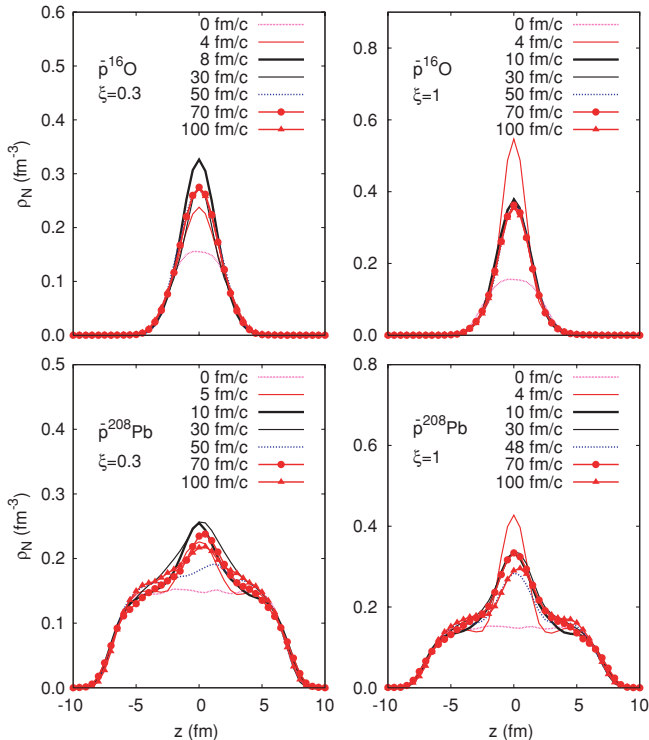 0.6
0.5
0.4
0.3
0.2
0.1
0.0
ρN (fm-3)
p̄16O
ξ=0.3
0 fm/c
4 fm/c
8 fm/c
30 fm/c
50 fm/c
70 fm/c
100 fm/c
0.8
0.6
0.4
0.2
0.0
p̄16O
ξ=1
0 fm/c
4 fm/c
10 fm/c
30 fm/c
50 fm/c
70 fm/c
100 fm/c
0.5
0.4
0.3
0.2
0.1
0.0
ρN (fm-3)
p̄208Pb
ξ=0.3
0 fm/c
5 fm/c
10 fm/c
30 fm/c
50 fm/c
70 fm/c
100 fm/c
-10 -5 0 5 10
z (fm)
0.8
0.6
0.4
0.2
0.0
p̄208Pb
ξ=1
0 fm/c
4 fm/c
10 fm/c
30 fm/c
48 fm/c
70 fm/c
100 fm/c
-10 -5 0 5 10
z (fm)